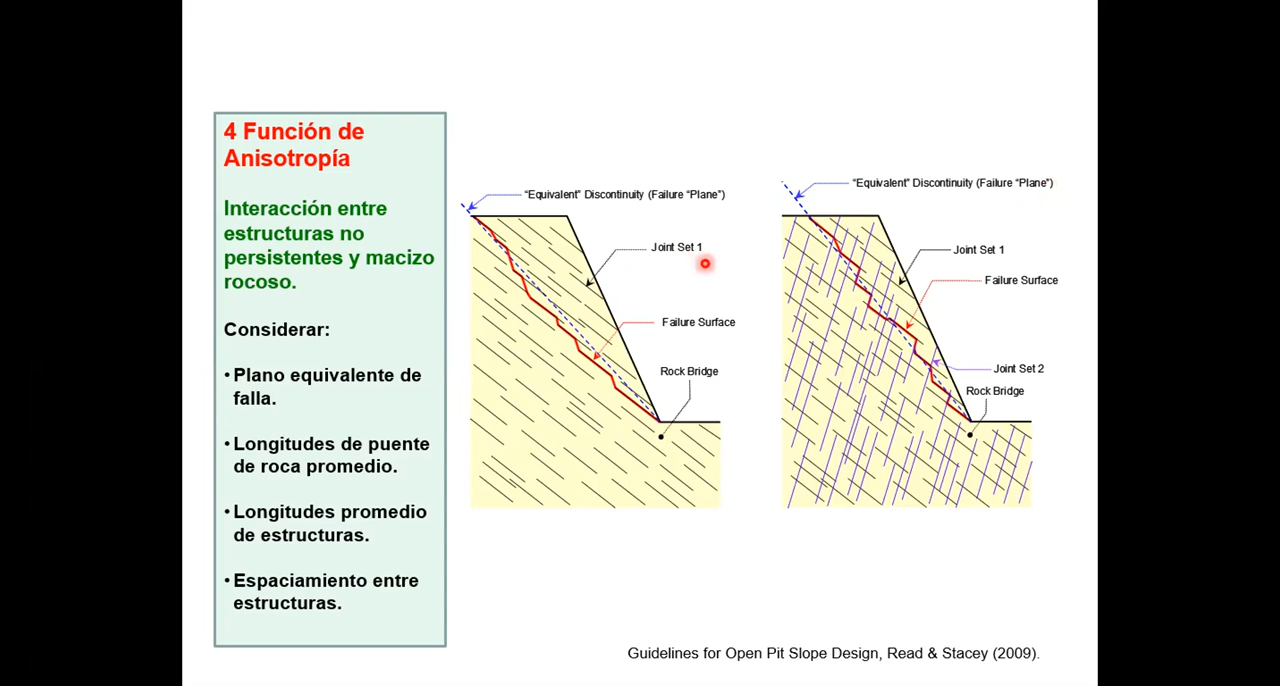 4 Función de
Anisotropía
Interacción entre
estructuras no
persistentes y macizo
rocoso.
Considerar:
• Plano equivalente de
falla.
• Longitudes de puente
de roca promedio.
• Longitudes promedio
de estructuras.
• Espaciamiento entre
estructuras.
“Equivalent” Discontinuity (Failure “Plane”)
Joint Set 1
Failure Surface
Rock Bridge
“Equivalent” Discontinuity (Failure “Plane”)
Joint Set 1
Failure Surface
Joint Set 2
Rock Bridge
Guidelines for Open Pit Slope Design, Read & Stacey (2009).